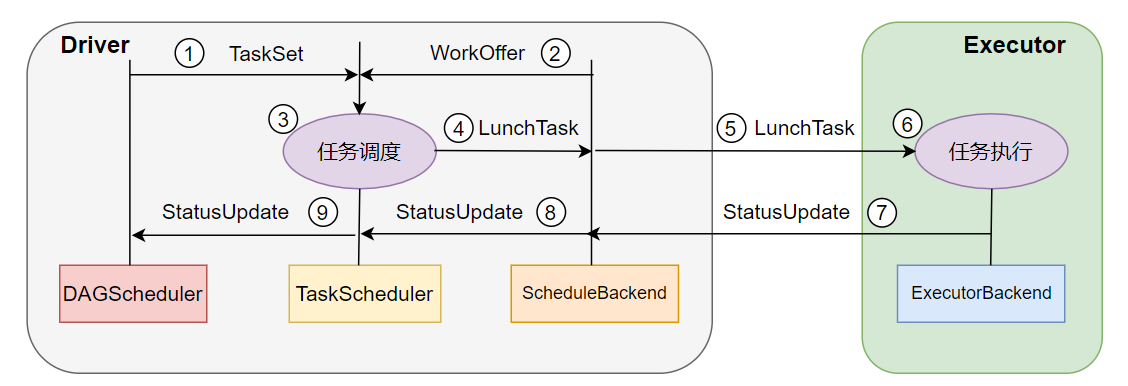 Driver
Executor
① TaskSet
WorkOffer ②
③
任务调度
④ LunchTask
⑤ LunchTask
⑥
任务执行
StatusUpdate ⑨
StatusUpdate ⑧
StatusUpdate ⑦
DAGScheduler
TaskScheduler
ScheduleBackend
ExecutorBackend